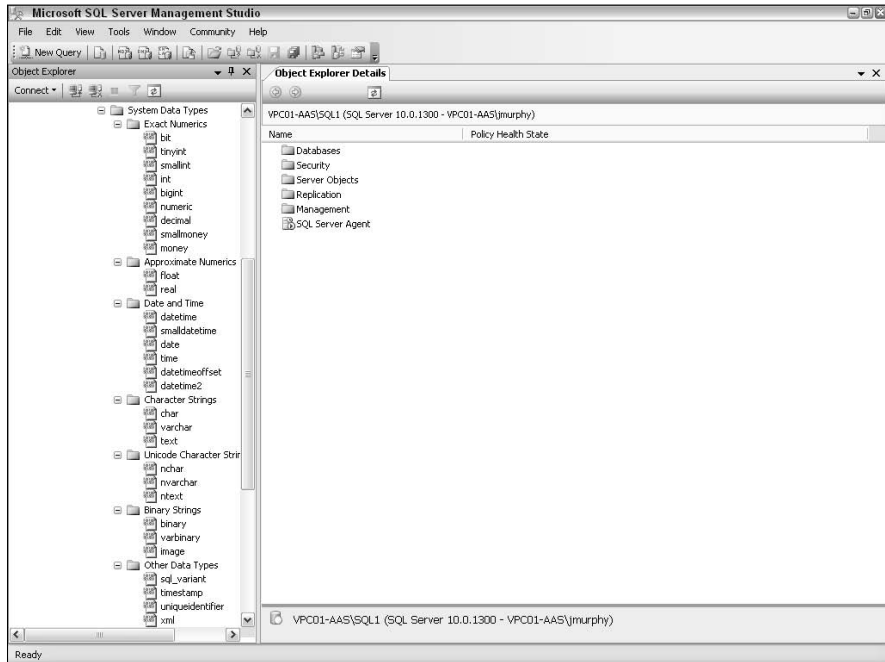 Microsoft SQL Server Management Studio
File Edit View Tools Window Community Help
New Query
Object Explorer
Connect
System Data Types
Exact Numerics
bit
tinyint
smallint
int
bigint
numeric
decimal
smallmoney
money
Approximate Numerics
float
real
Date and Time
datetime
smalldatetime
date
time
datetimeoffset
datetime2
Character Strings
char
varchar
text
Unicode Character Strin
nchar
nvarchar
ntext
Binary Strings
binary
varbinary
image
Other Data Types
sql_variant
timestamp
uniqueidentifier
xml
Object Explorer Details
VPC01-AAS\SQL1 (SQL Server 10.0.1300 - VPC01-AAS\jmurphy)
Name Policy Health State
Databases
Security
Server Objects
Replication
Management
SQL Server Agent
VPC01-AAS\SQL1 (SQL Server 10.0.1300 - VPC01-AAS\jmurphy)
Ready